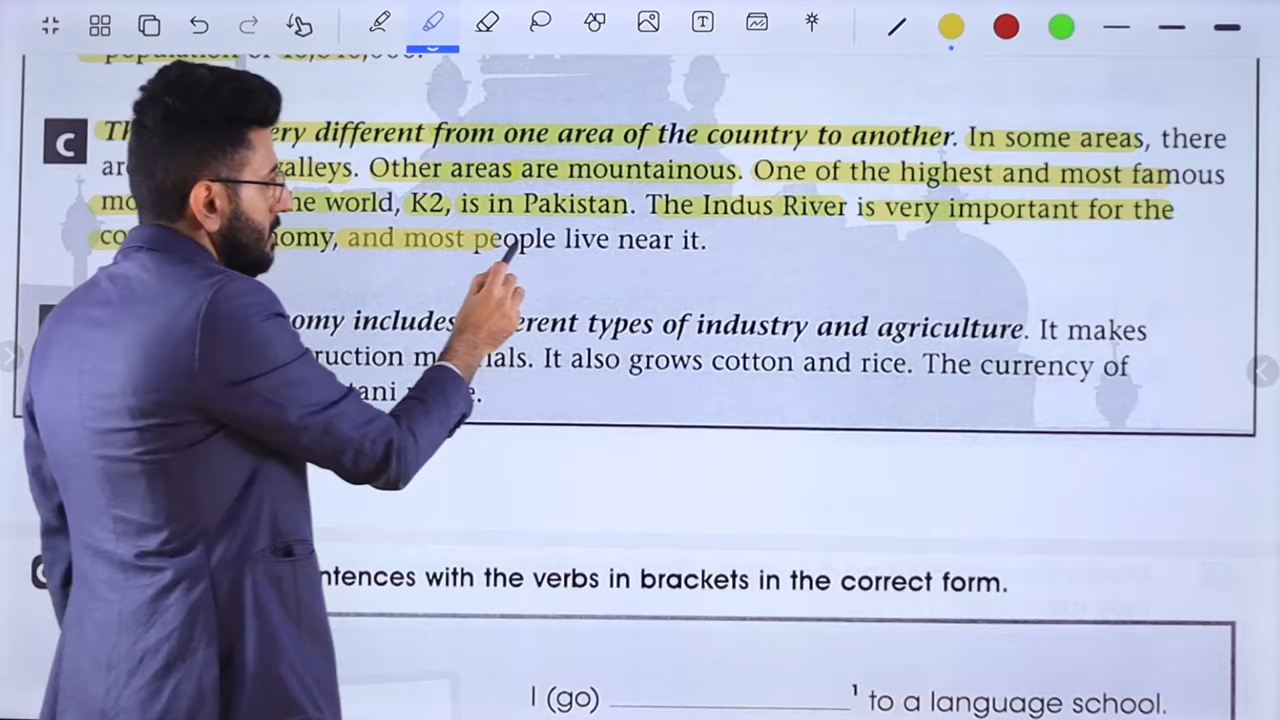 population of
C
ery different from one area of the country to another. In some areas, there
alleys. Other areas are mountainous. One of the highest and most famous
he world, K2, is in Pakistan. The Indus River is very important for the
nomy, and most people live near it.
omy includes erent types of industry and agriculture. It makes
ruction m ials. It also grows cotton and rice. The currency of
tani
ntences with the verbs in brackets in the correct form.
I (go) ____________ ¹ to a language school.